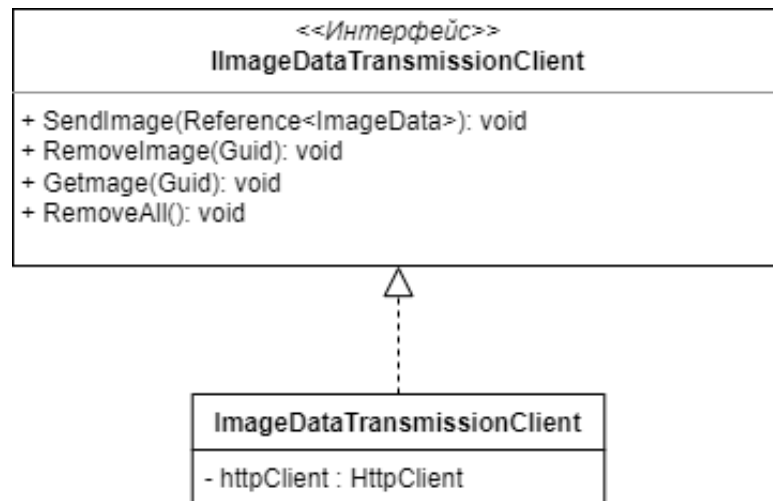 <<Интерфейс>>
IImageDataTransmissionClient
+ SendImage(Reference<ImageData>): void
+ RemoveImage(Guid): void
+ Getmage(Guid): void
+ RemoveAll(): void
ImageDataTransmissionClient
- httpClient : HttpClient